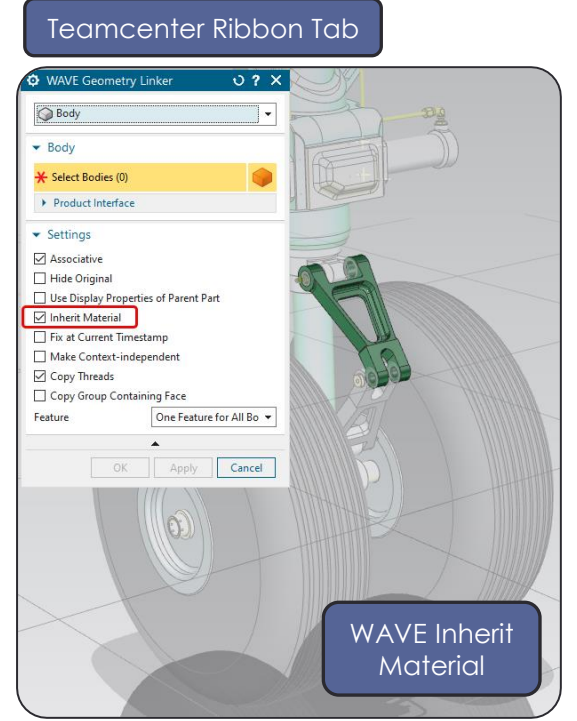 Teamcenter Ribbon Tab
WAVE Geometry Linker
Body
Body
Select Bodies (0)
Product Interface
Settings
Associative
Hide Original
Use Display Properties of Parent Part
Inherit Material
Fix at Current Timestamp
Make Context-independent
Copy Threads
Copy Group Containing Face
Feature One Feature for All Bo
OK Apply Cancel
WAVE Inherit
Material